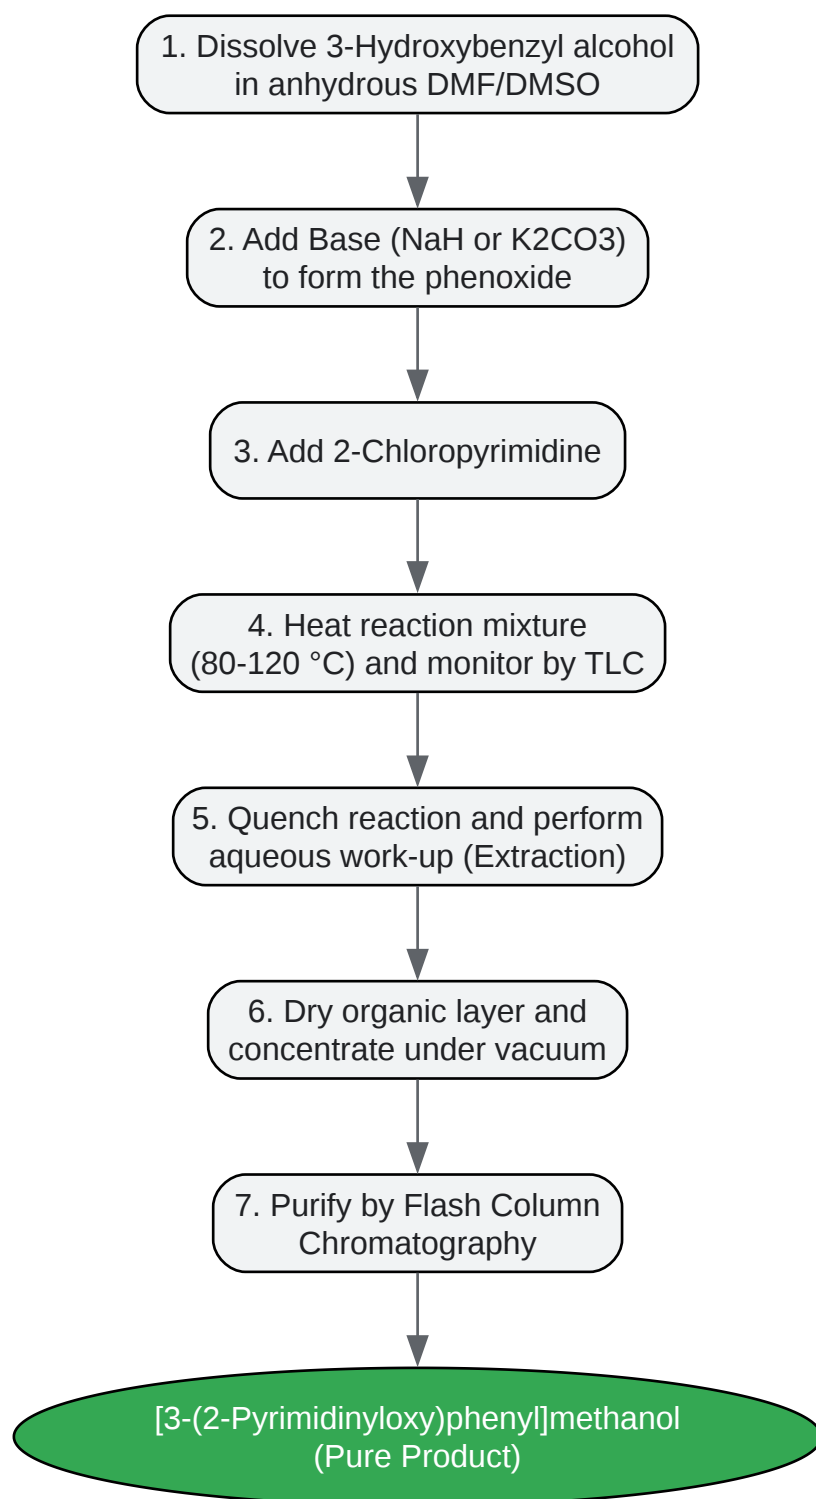 1. Dissolve 3-Hydroxybenzyl alcohol
in anhydrous DMF/DMSO
2. Add Base (NaH or K2CO3)
to form the phenoxide
3. Add 2-Chloropyrimidine
4. Heat reaction mixture
(80-120 °C) and monitor by TLC
5. Quench reaction and perform
aqueous work-up (Extraction)
6. Dry organic layer and
concentrate under vacuum
7. Purify by Flash Column
Chromatography
[3-(2-Pyrimidinyloxy)phenyl]methanol
(Pure Product)